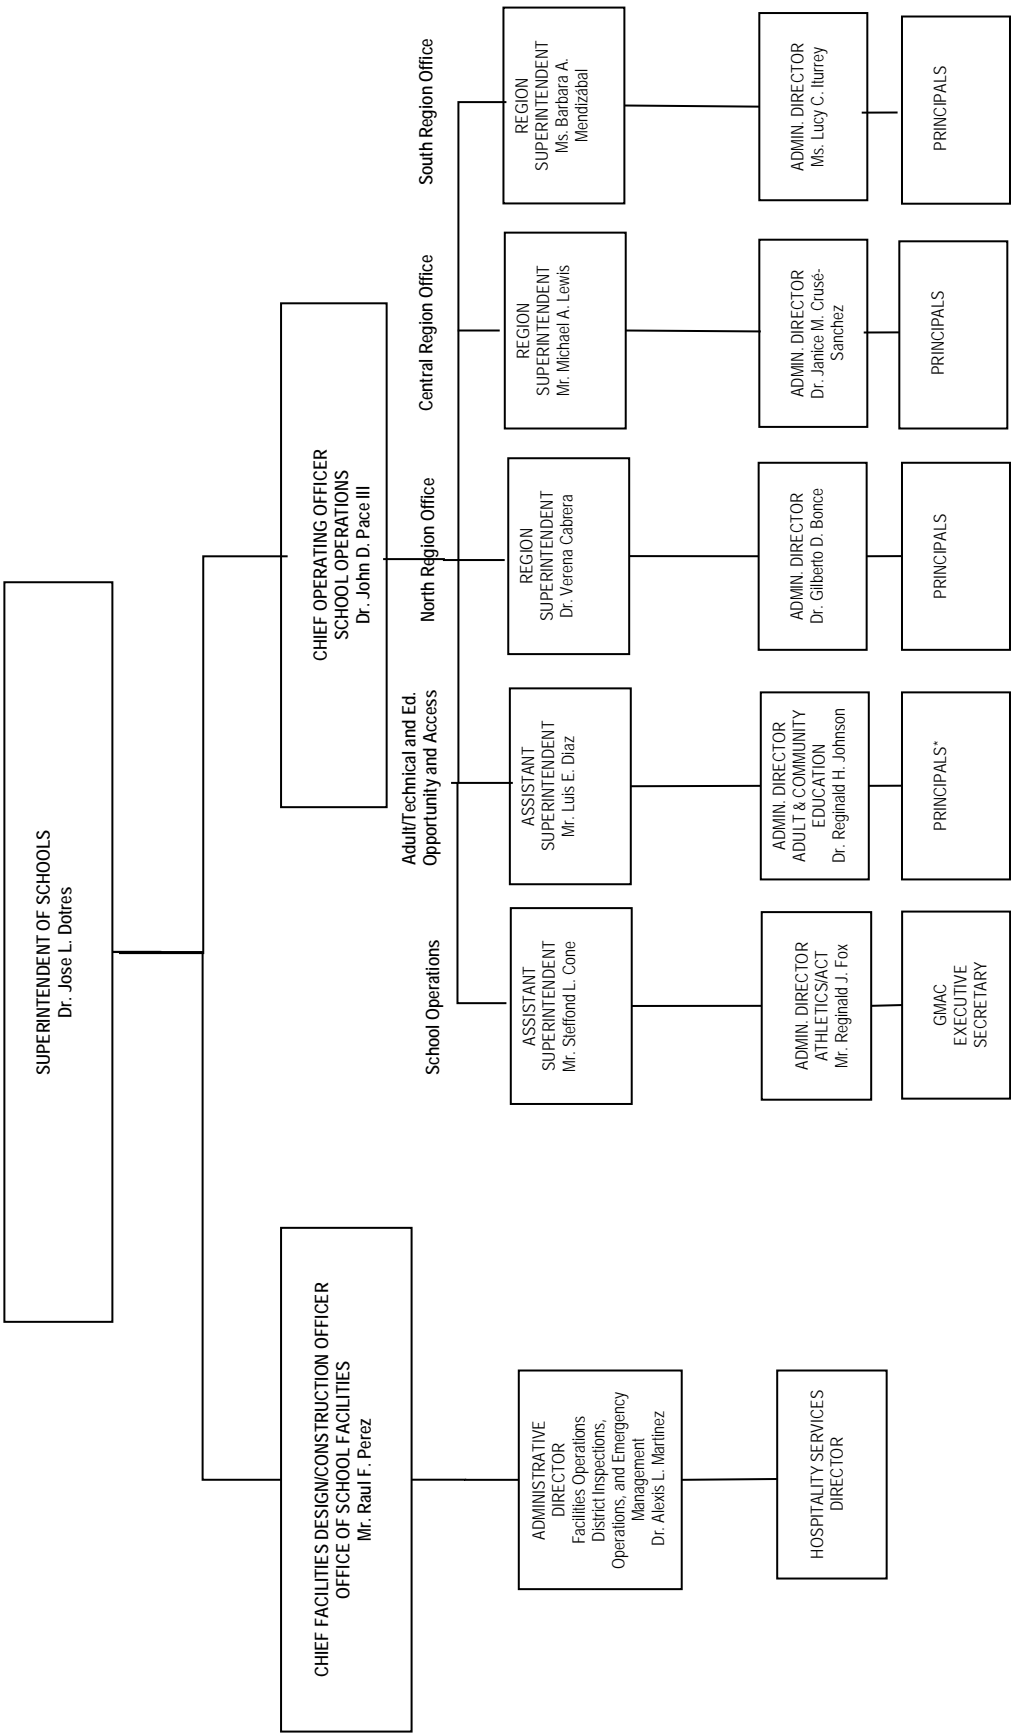 SUPERINTENDENT OF SCHOOLS
Dr. Jose L. Dotres
CHIEF FACILITIES DESIGN/CONSTRUCTION OFFICER
OFFICE OF SCHOOL FACILITIES
Mr. Raul F. Perez
CHIEF OPERATING OFFICER
SCHOOL OPERATIONS
Dr. John D. Pace III
School Operations
Adult/Technical and Ed.
Opportunity and Access
North Region Office
Central Region Office
South Region Office
ADMINISTRATIVE
DIRECTOR
Facilities Operations
District Inspections,
Operations, and Emergency
Management
Dr. Alexis L. Martinez
ASSISTANT
SUPERINTENDENT
Mr. Steffond L. Cone
ASSISTANT
SUPERINTENDENT
Mr. Luis E. Diaz
REGION
SUPERINTENDENT
Dr. Verena Cabrera
REGION
SUPERINTENDENT
Mr. Michael A. Lewis
REGION
SUPERINTENDENT
Ms. Barbara A.
Mendizábal
HOSPITALITY SERVICES
DIRECTOR
ADMIN. DIRECTOR
ATHLETICS/ACT
Mr. Reginald J. Fox
ADMIN. DIRECTOR
ADULT & COMMUNITY
EDUCATION
Dr. Reginald H. Johnson
ADMIN. DIRECTOR
Dr. Gilberto D. Bonce
ADMIN. DIRECTOR
Dr. Janice M. Crusé-
Sanchez
ADMIN. DIRECTOR
Ms. Lucy C. Iturrey
GMAC
EXECUTIVE
SECRETARY
PRINCIPALS*
PRINCIPALS
PRINCIPALS
PRINCIPALS